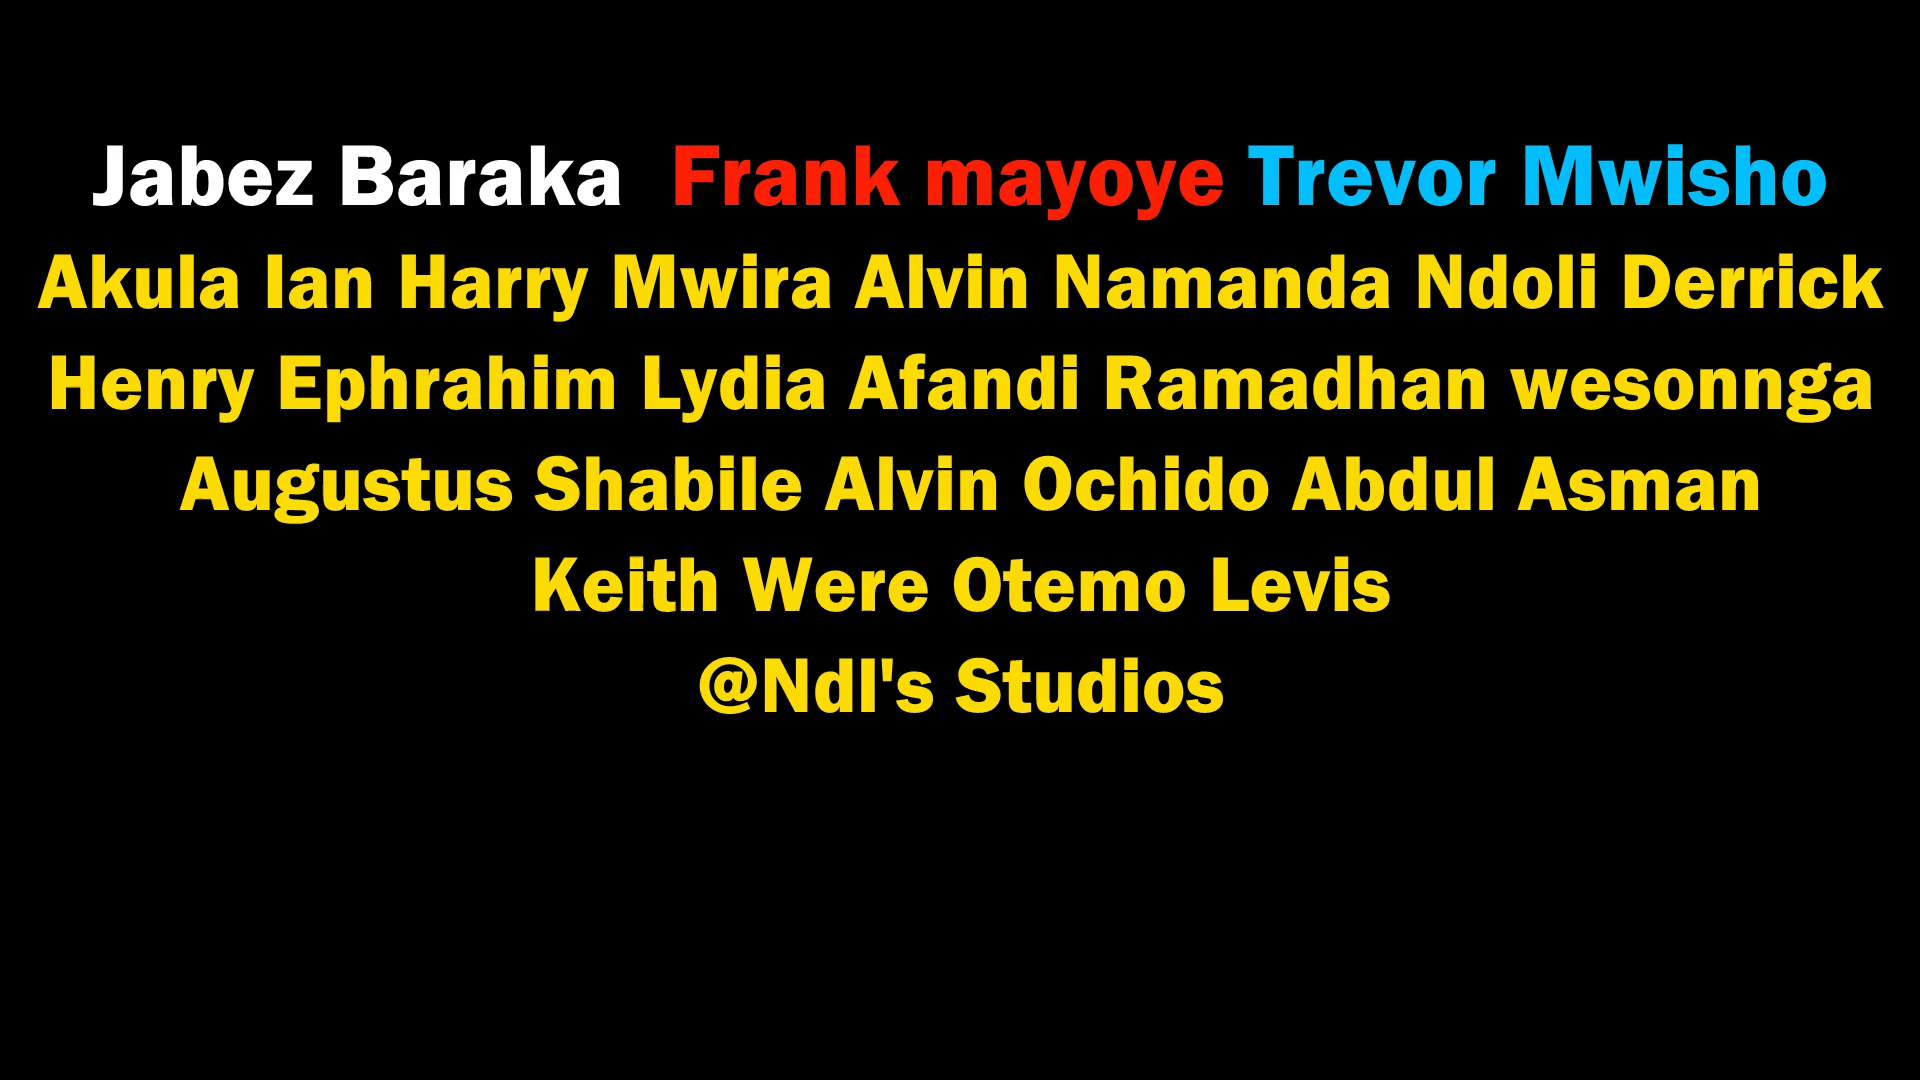 Jabez Baraka  Frank mayoye Trevor Mwisho
Akula Ian Harry Mwira Alvin Namanda Ndoli Derrick
Henry Ephrahim Lydia Afandi Ramadhan wesonnga
Augustus Shabile Alvin Ochido Abdul Asman
Keith Were Otemo Levis
@Ndl's Studios